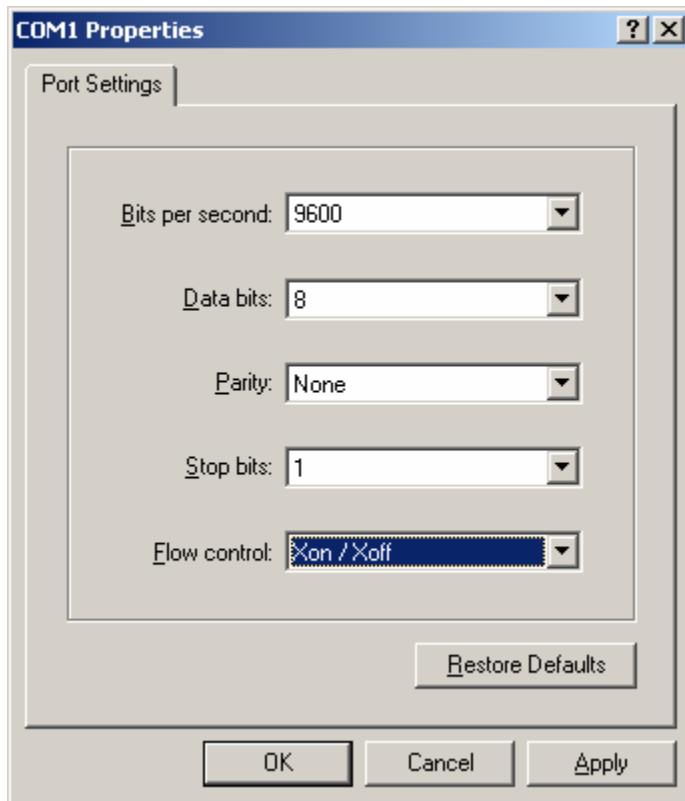 COM1 Properties
Port Settings
Bits per second: 9600
Data bits: 8
Parity: None
Stop bits: 1
Flow control: Xon / Xoff
Restore Defaults
OK Cancel Apply